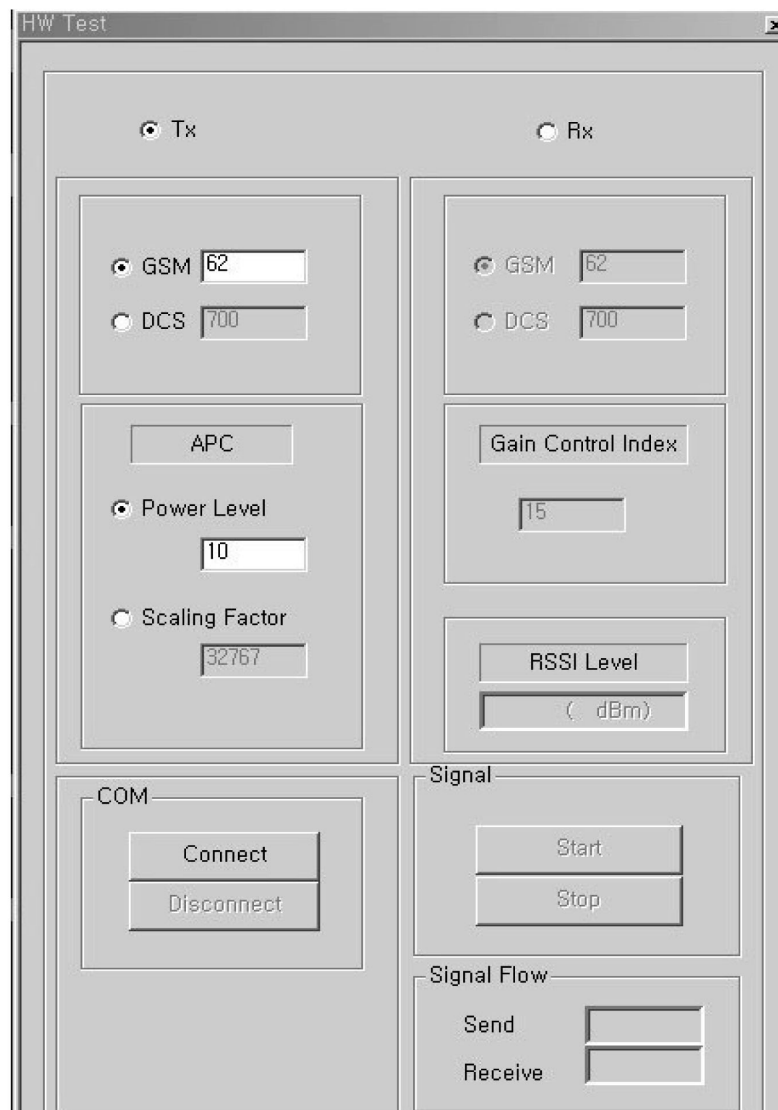 HW Test
Tx
Rx
GSM 62
DCS 700
GSM 62
DCS 700
APC
Power Level
10
Scaling Factor
32767
Gain Control Index
15
RSSI Level
( dBm)
COM
Connect
Disconnect
Signal
Start
Stop
Signal Flow
Send
Receive